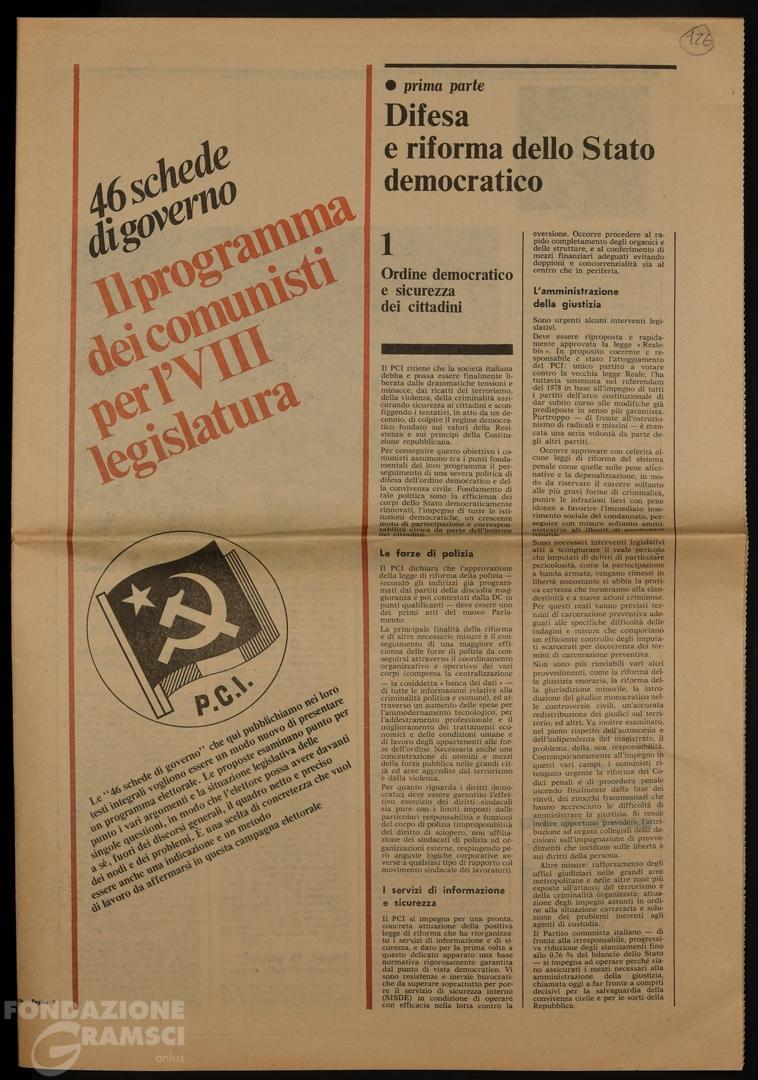 126
46 schede
di governo
Il programma
dei comunisti
per l'VIII
legislatura
P.C.I.
Le "46 schede di governo" che qui pubblichiamo nei loro
testi integrali vogliono essere un modo nuovo di presentare
un programma elettorale. Le proposte esaminano punto per
punto i vari argomenti e la situazione legislativa delle
singole questioni, in modo che l'elettore possa avere davanti
a sé, fuori dei discorsi generali, il quadro netto e preciso
dei nodi e dei problemi. È una scelta di concretezza che vuol
essere anche una indicazione e un metodo
di lavoro da affermarsi in questa campagna elettorale
● prima parte
Difesa
e riforma dello Stato
democratico
1
Ordine democratico
e sicurezza
dei cittadini
Il PCI ritiene che la società italiana
debba e possa essere finalmente li-
berata dalle drammatiche tensioni e
minacce, dai ricatti del terrorismo,
della violenza, della criminalità assi-
curando sicurezza ai cittadini e scon-
figgendo i tentativi, in atto da un de-
cennio, di colpire il regime democra-
tico fondato sui valori della Resi-
stenza e sui principi della Costitu-
zione repubblicana.
Per conseguire questo obiettivo i co-
munisti assumono tra i punti fonda-
mentali del loro programma il per-
seguimento di una severa politica di
difesa dell'ordine democratico e del-
la convivenza civile. Fondamento di
tale politica sono la efficienza dei
corpi dello Stato democraticamente
rinnovati, l'impegno di tutte le isti-
tuzioni democratiche, un crescente
moto di partecipazione e correspon-
sabilità civica da parte dell'insieme
dei cittadini.
Le forze di polizia
Il PCI dichiara che l'approvazione
della legge di riforma della polizia —
secondo gli indirizzi già program-
mati dai partiti della disciolta mag-
gioranza e poi contestati dalla DC in
punti qualificanti — deve essere uno
dei primi atti del nuovo Parla-
mento.
La principale finalità della riforma
e di altre necessarie misure è il con-
seguimento di una maggiore effi-
cienza delle forze di polizia da con-
seguirsi attraverso il coordinamento
organizzativo e operativo dei vari
corpi (compresa la centralizzazione
— la cosiddetta « banca dei dati » —
di tutte le informazioni relative alla
criminalità politica e comune), ed at-
traverso un aumento delle spese per
l'ammodernamento tecnologico, per
l'addestramento professionale e il
miglioramento dei trattamenti eco-
nomici e delle condizioni umane e
di lavoro degli appartenenti alle for-
ze dell'ordine. Necessaria anche una
concentrazione di uomini e mezzi
della forza pubblica nelle grandi cit-
tà ed aree aggredite dal terrorismo
e dalla violenza.
Per quanto riguarda i diritti demo-
cratici deve essere garantito l'effet-
tivo esercizio dei diritti sindacali
sia pure con i limiti imposti dalle
particolari responsabilità e funzioni
del corpo di polizia (improponibilità
del diritto di sciopero, non affilia-
zione dei sindacati di polizia ad or-
ganizzazioni esterne, respingendo pe-
rò anguste logiche corporative av-
verse a qualsiasi tipo di rapporto col
movimento sindacale dei lavoratori).
I servizi di informazione
e sicurezza
Il PCI si impegna per una pronta,
concreta attuazione della positiva
legge di riforma che ha riorganizza-
to i servizi di informazione e di si-
curezza, e dato per la prima volta a
questo delicato apparato una base
normativa rigorosamente garantita
dal punto di vista democratico. Vi
sono resistenze e inerzie burocrati-
che da superare soprattutto per por-
re il servizio di sicurezza interno
(SISDE) in condizione di operare
con efficacia nella lotta contro la
eversione. Occorre procedere al ra-
pido completamento degli organici e
delle strutture, e al conferimento di
mezzi finanziari adeguati evitando
doppioni e concorrenzialità sia al
centro che in periferia.
L'amministrazione
della giustizia
Sono urgenti alcuni interventi legi-
slativi.
Deve essere riproposta e rapida-
mente approvata la legge « Reale-
bis ». In proposito coerente e re-
sponsabile è stato l'atteggiamento
del PCI: unico partito a votare
contro la vecchia legge Reale, l'ha
tuttavia sostenuta nel referendum
del 1978 in base all'impegno di tutti
i partiti dell'arco costituzionale di
dar subito corso alle modifiche già
predisposte in senso più garantista.
Purtroppo — di fronte all'ostruzio-
nismo di radicali e missini — è man-
cata una seria volontà da parte de-
gli altri partiti.
Occorre approvare con celerità al-
cune leggi di riforma del sistema
penale come quelle sulle pene alter-
native e la depenalizzazione, in mo-
do da riservare il carcere soltanto
alle più gravi forme di criminalità,
punire le infrazioni lievi con pene
idonee a favorire l'immediato inse-
rimento sociale del condannato, per-
seguire con misure soltanto ammi-
nistrative gli illeciti di
Sono necessari interventi legislativi
atti a scongiurare il reale pericolo
che imputati di delitti di particolare
pericolosità, come la partecipazione
a banda armata, vengano rimessi in
libertà nonostante si abbia la prati-
ca certezza che torneranno alla clan-
destinità e a nuove azioni criminose.
Per questi reati vanno previsti ter-
mini di carcerazione preventiva ade-
guati alle specifiche difficoltà delle
indagini e misure che comportano
un efficiente controllo degli imputa-
ti scarcerati per decorrenza dei ter-
mini di carcerazione preventiva.
Non sono più rinviabili vari altri
provvedimenti, come la riforma del-
la giustizia onoraria, la riforma del-
la giurisdizione minorile, la intro-
duzione del giudice monocratico nel-
le controversie civili, un'accurata
redistribuzione dei giudici sul terri-
torio, ed altri. Va inoltre esaminato,
nel pieno rispetto dell'autonomia e
dell'indipendenza del magistrato, il
problema della sua responsabilità.
Contemporaneamente all'impegno in
questi vari campi, i comunisti ri-
tengono urgente la riforma dei Co-
dici penali e di procedura penale
uscendo finalmente dalla fase dei
rinvii, dei ritocchi frammentari che
hanno accresciuto le difficoltà di
amministrare la giustizia. Si rende
inoltre opportuno prevedere l'attri-
buzione ad organi collegiali delle de-
cisioni sull'impugnazione di provve-
dimenti che incidono sulle libertà e
sui diritti della persona.
Altre misure: rafforzamento degli
uffici giudiziari nelle grandi aree
metropolitane e nelle altre zone più
esposte all'attacco del terrorismo e
della criminalità organizzata; attua-
zione degli impegni assunti in ordi-
ne alla situazione carceraria e solu-
zione dei problemi inerenti agli
agenti di custodia.
Il Partito comunista italiano — di
fronte alla irresponsabile, progressi-
va riduzione degli stanziamenti fino
allo 0,76 % del bilancio dello Stato
— si impegna ad operare perché sia-
no assicurati i mezzi necessari alla
amministrazione della giustizia,
chiamata oggi a far fronte a compiti
decisivi per la salvaguardia della
convivenza civile e per le sorti della
Repubblica.
Pagina 2
FONDAZIONE
GRAMSCI
onlus